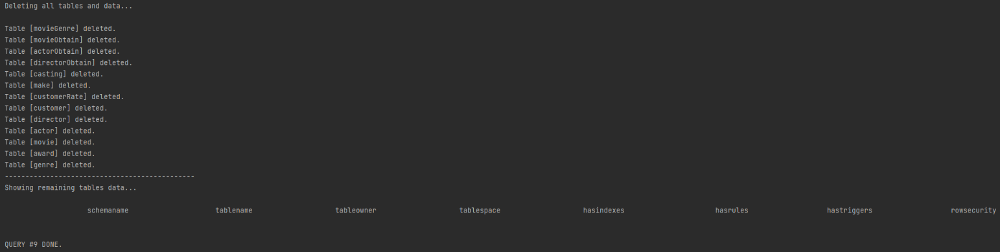 Deleting all tables and data...
Table [movieGenre] deleted.
Table [movieObtain] deleted.
Table [actorObtain] deleted.
Table [directorObtain] deleted.
Table [casting] deleted.
Table [make] deleted.
Table [customerRate] deleted.
Table [customer] deleted.
Table [director] deleted.
Table [actor] deleted.
Table [movie] deleted.
Table [award] deleted.
Table [genre] deleted.
----------------------------------------------
Showing remaining tables data...
schemaname tablename tableowner tablespace hasindexes hasrules hastriggers rowsecurity
QUERY #9 DONE.